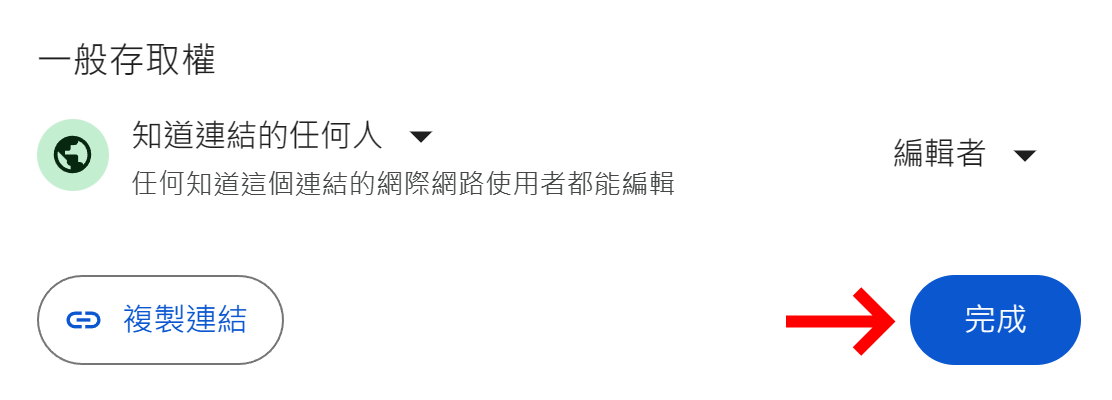 一般存取權
知道連結的任何人
編輯者
任何知道這個連結的網際網路使用者都能編輯
複製連結
完成